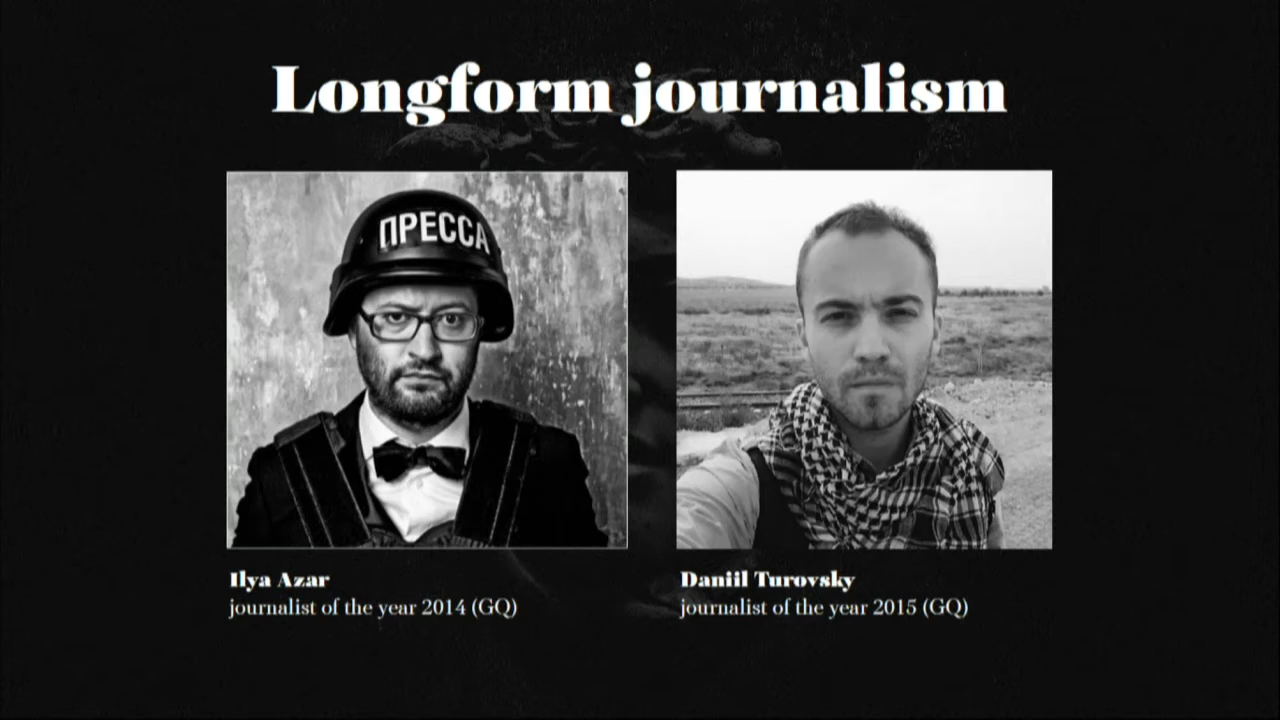 Longform journalism
ПРЕССА
Ilya Azar
journalist of the year 2014 (GQ)
Daniil Turovsky
journalist of the year 2015 (GQ)